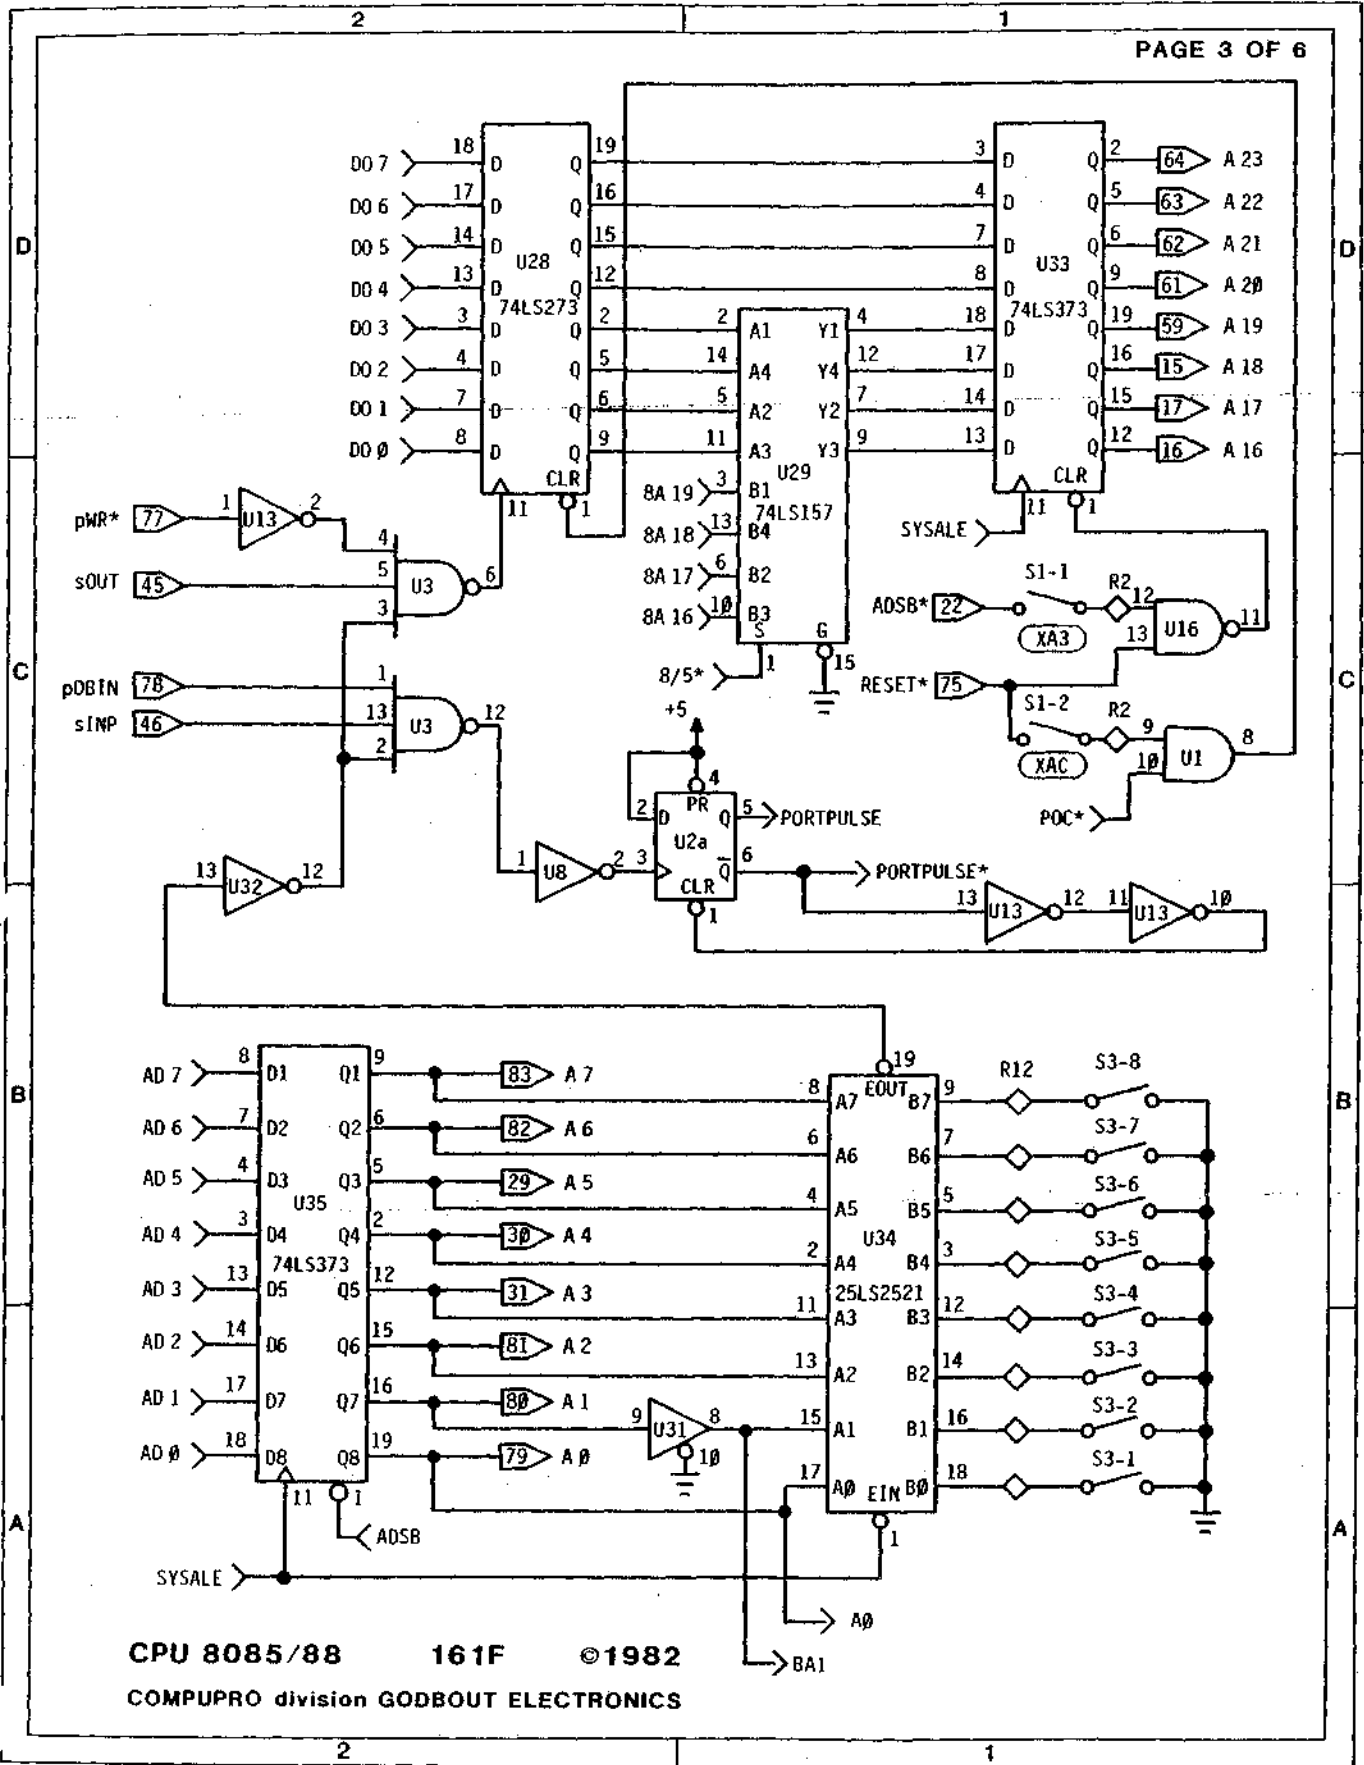 2 1
PAGE 3 OF 6
DO 7 18 D Q 19 3 D Q 2 64 A 23
DO 6 17 D Q 16 4 D Q 5 63 A 22
DO 5 14 D Q 15 7 D Q 6 62 A 21
D U28 U33 D
DO 4 13 D Q 12 8 D Q 9 61 A 20
74LS273 74LS373
DO 3 3 D Q 2 2 A1 Y1 4 18 D Q 19 59 A 19
DO 2 4 D Q 5 14 A4 Y4 12 17 D Q 16 15 A 18
DO 1 7 D Q 6 5 A2 Y2 7 14 D Q 15 17 A 17
DO 0 8 D Q 9 11 A3 Y3 9 13 D Q 12 16 A 16
CLR U29 CLR
11 1 8A 19 3 B1 11 1
pWR* 77 1 U13 2 74LS157
8A 18 13 B4 SYSALE
4
sOUT 45 5 U3 6 8A 17 6 B2 S1-1 R2
3 8A 16 10 B3 ADSB* 22 12 U16 11
S G XA3 13
C 8/5* 1 15 C
pDBIN 78 1 RESET* 75
sINP 46 13 U3 12 +5 S1-2 R2
2 9 U1 8
4 XAC 10
PR
2 D Q 5 PORTPULSE POC*
U2a
13 U32 12 1 U8 2 3 Q 6 PORTPULSE*
CLR
1 13 U13 12 11 U13 10
19
AD 7 8 D1 Q1 9 83 A 7 EOUT R12 S3-8
B 8 A7 B7 9 B
AD 6 7 D2 Q2 6 82 A 6 S3-7
6 A6 B6 7
AD 5 4 D3 Q3 5 29 A 5 S3-6
U35 4 A5 B5 5
AD 4 3 D4 Q4 2 30 A 4 U34 S3-5
74LS373 2 A4 B4 3
AD 3 13 D5 Q5 12 31 A 3 25LS2521 S3-4
11 A3 B3 12
AD 2 14 D6 Q6 15 81 A 2 S3-3
13 A2 B2 14
AD 1 17 D7 Q7 16 80 A 1 S3-2
9 U31 8 15 A1 B1 16
10
AD 0 18 D8 Q8 19 79 A 0 S3-1
17 A0 EIN B0 18
11 1
A ADSB 1 A
SYSALE
A0
CPU 8085/88 161F ©1982
BA1
COMPUPRO division GODBOUT ELECTRONICS
2 1